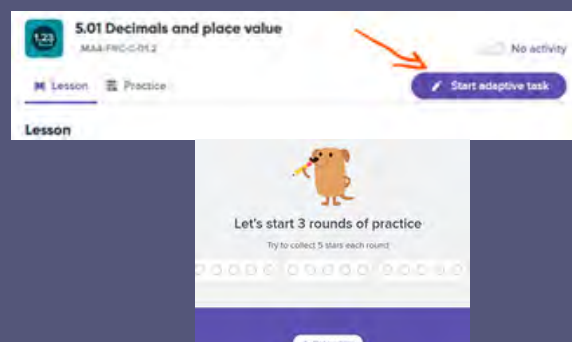 1.23
5.01 Decimals and place value
MA4-FRC-C-01.2
No activity
Lesson
Practice
Start adaptive task
Lesson
Let's start 3 rounds of practice
Try to collect 5 stars each round